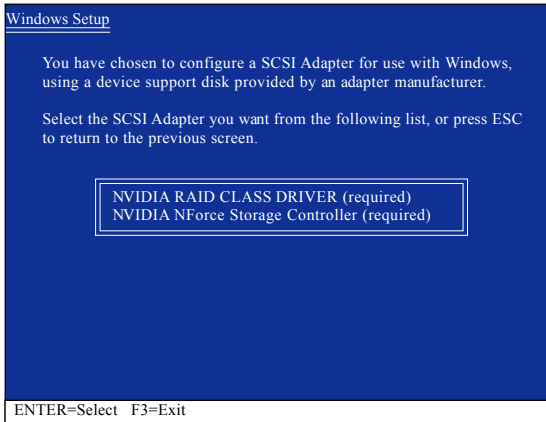 Windows Setup
You have chosen to configure a SCSI Adapter for use with Windows,
using a device support disk provided by an adapter manufacturer.
Select the SCSI Adapter you want from the following list, or press ESC
to return to the previous screen.
NVIDIA RAID CLASS DRIVER (required)
NVIDIA NForce Storage Controller (required)
ENTER=Select F3=Exit